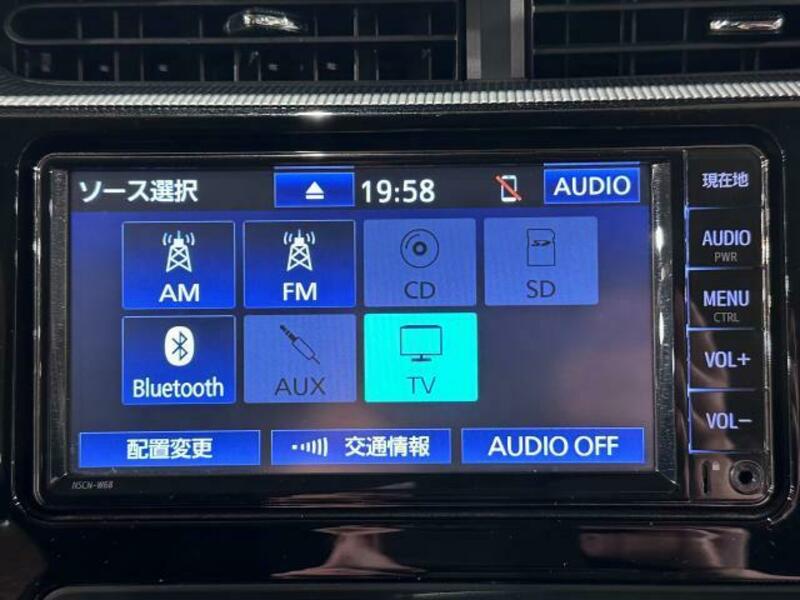 ソース選択 19:58 AUDIO
AM FM CD SD
Bluetooth AUX TV
配置変更 交通情報 AUDIO OFF
現在地
AUDIO
PWR
MENU
CTRL
VOL+
VOL-
NSCN-W68